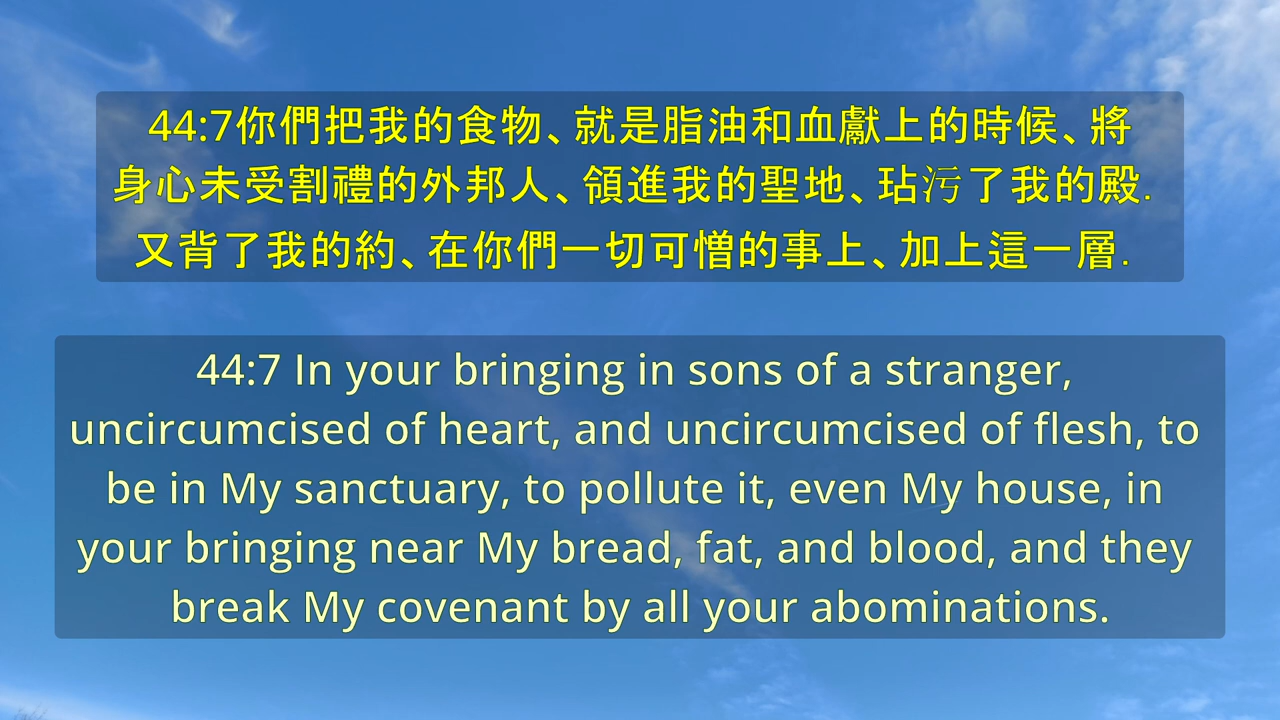 44:7你們把我的食物、就是脂油和血獻上的時候、將
身心未受割禮的外邦人、領進我的聖地、玷污了我的殿.
又背了我的約、在你們一切可憎的事上、加上這一層.
44:7 In your bringing in sons of a stranger,
uncircumcised of heart, and uncircumcised of flesh, to
be in My sanctuary, to pollute it, even My house, in
your bringing near My bread, fat, and blood, and they
break My covenant by all your abominations.